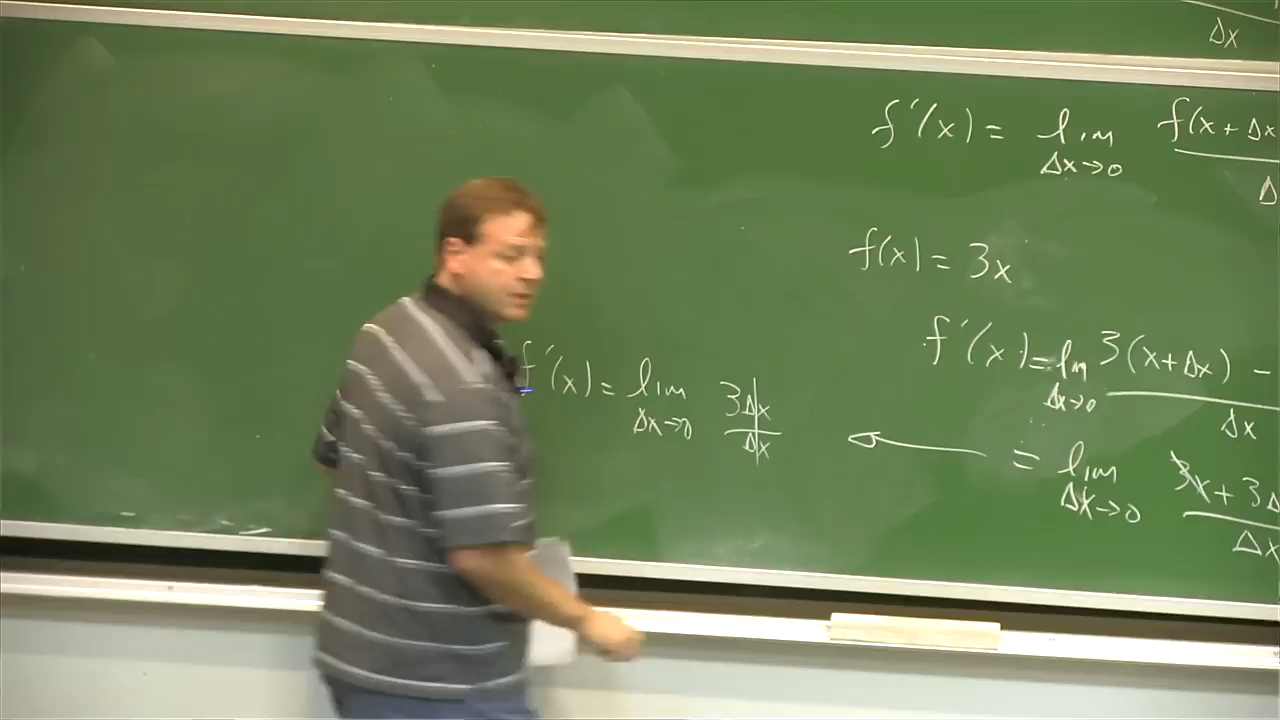 Δx
f'(x) = lim f(x + Δx
Δx→0 Δ
f(x) = 3x
f'(x) = lim 3(x+Δx) -
Δx→0 Δx
= lim 3x + 3Δ
Δx→0 Δx
f'(x) = lim 3Δx
Δx→0 Δx